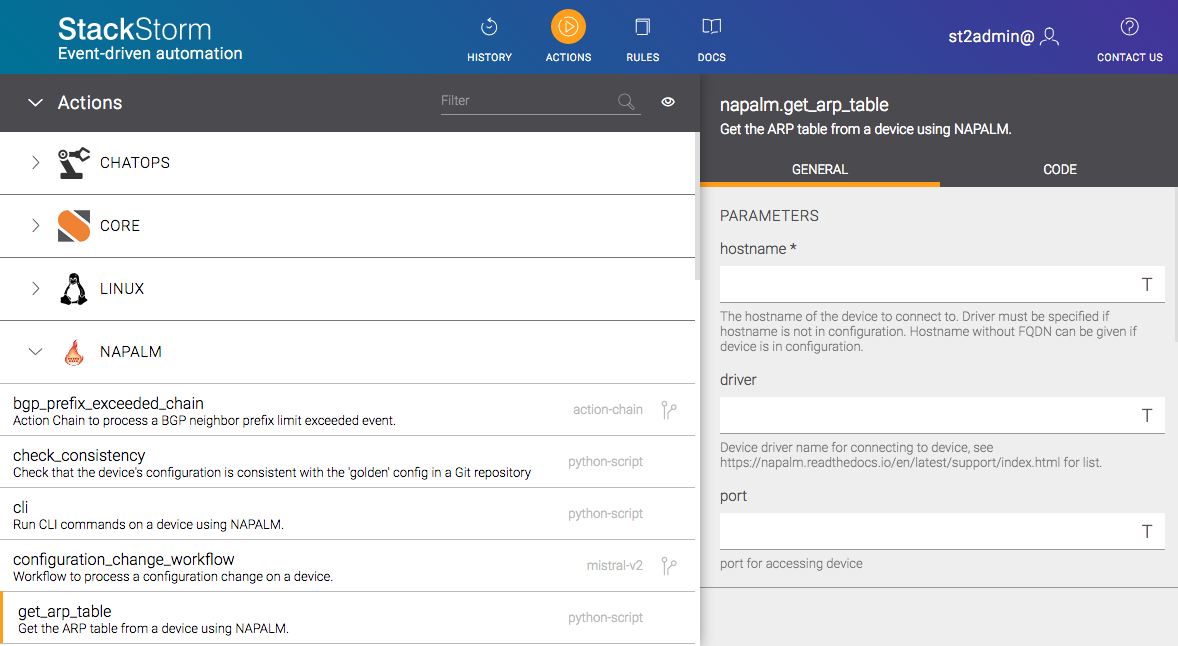 StackStorm
Event-driven automation
HISTORY
ACTIONS
RULES
DOCS
st2admin@
CONTACT US
Actions
Filter
CHATOPS
CORE
LINUX
NAPALM
bgp_prefix_exceeded_chain
Action Chain to process a BGP neighbor prefix limit exceeded event.
action-chain
check_consistency
Check that the device's configuration is consistent with the 'golden' config in a Git repository
python-script
cli
Run CLI commands on a device using NAPALM.
python-script
configuration_change_workflow
Workflow to process a configuration change on a device.
mistral-v2
get_arp_table
Get the ARP table from a device using NAPALM.
python-script
napalm.get_arp_table
Get the ARP table from a device using NAPALM.
GENERAL
CODE
PARAMETERS
hostname *
T
The hostname of the device to connect to. Driver must be specified if
hostname is not in configuration. Hostname without FQDN can be given if
device is in configuration.
driver
T
Device driver name for connecting to device, see
https://napalm.readthedocs.io/en/latest/support/index.html for list.
port
T
port for accessing device